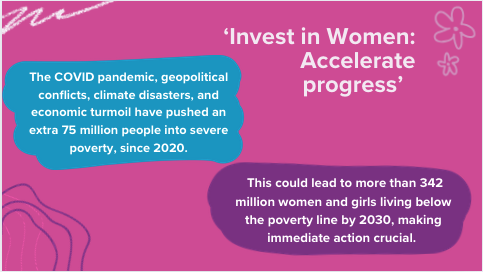 ‘Invest in Women:
Accelerate
progress’
The COVID pandemic, geopolitical
conflicts, climate disasters, and
economic turmoil have pushed an
extra 75 million people into severe
poverty, since 2020.
This could lead to more than 342
million women and girls living below
the poverty line by 2030, making
immediate action crucial.